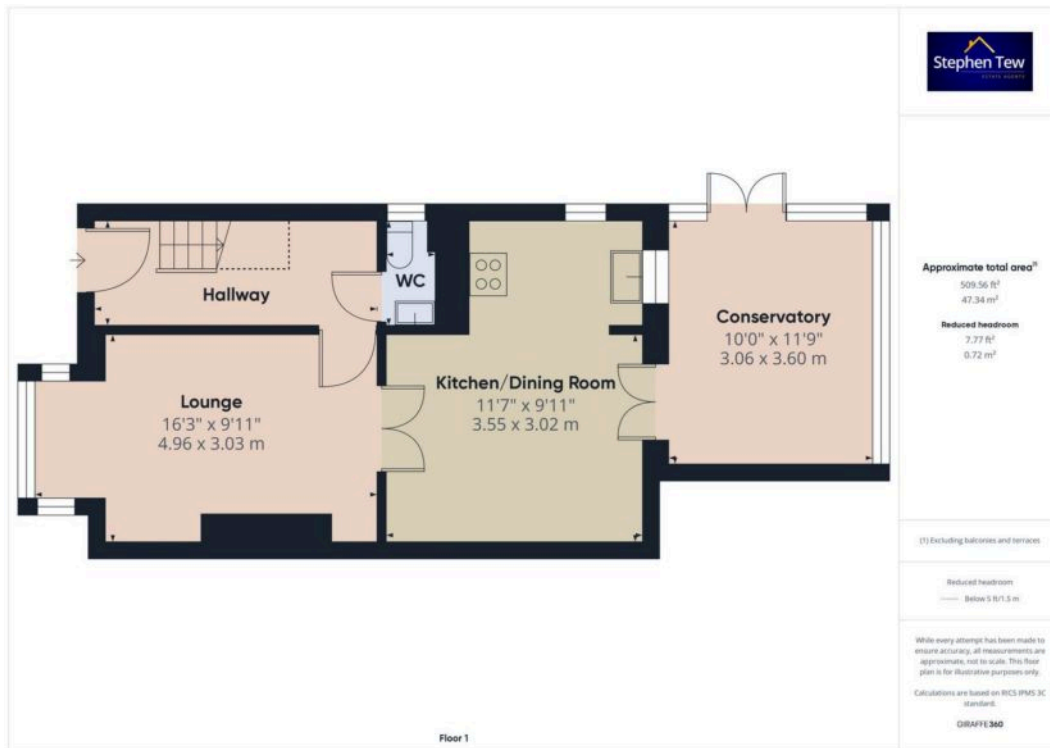 Stephen Tew
ESTATE AGENTS
Hallway
WC
Lounge
16'3" x 9'11"
4.96 x 3.03 m
Kitchen/Dining Room
11'7" x 9'11"
3.55 x 3.02 m
Conservatory
10'0" x 11'9"
3.06 x 3.60 m
Floor 1
Approximate total area⁽¹⁾
509.56 ft²
47.34 m²
Reduced headroom
7.77 ft²
0.72 m²
(1) Excluding balconies and terraces
Reduced headroom
Below 5 ft/1.5 m
While every attempt has been made to
ensure accuracy, all measurements are
approximate, not to scale. This floor
plan is for illustrative purposes only.
Calculations are based on RICS IPMS 3C
standard.
GIRAFFE360